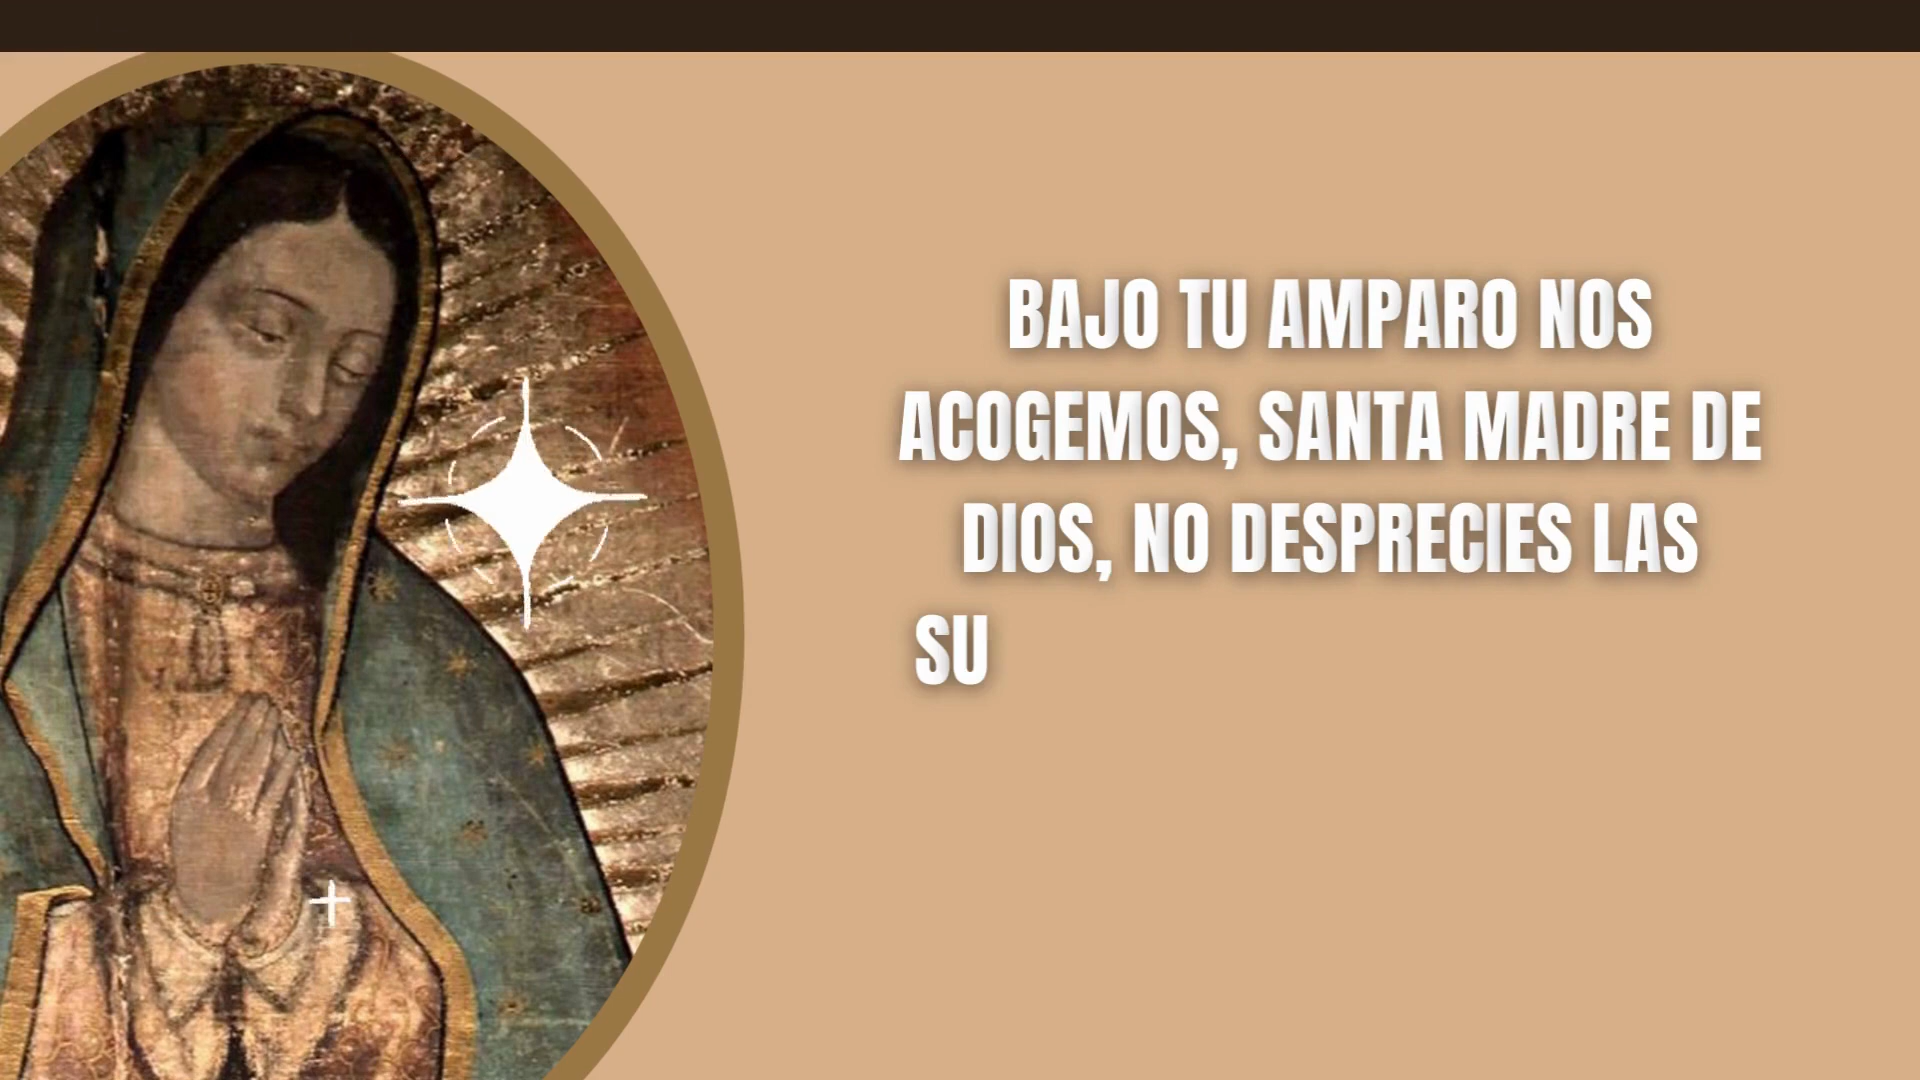 BAJO TU AMPARO NOS
ACOGEMOS, SANTA MADRE DE
DIOS, NO DESPRECIES LAS
SU